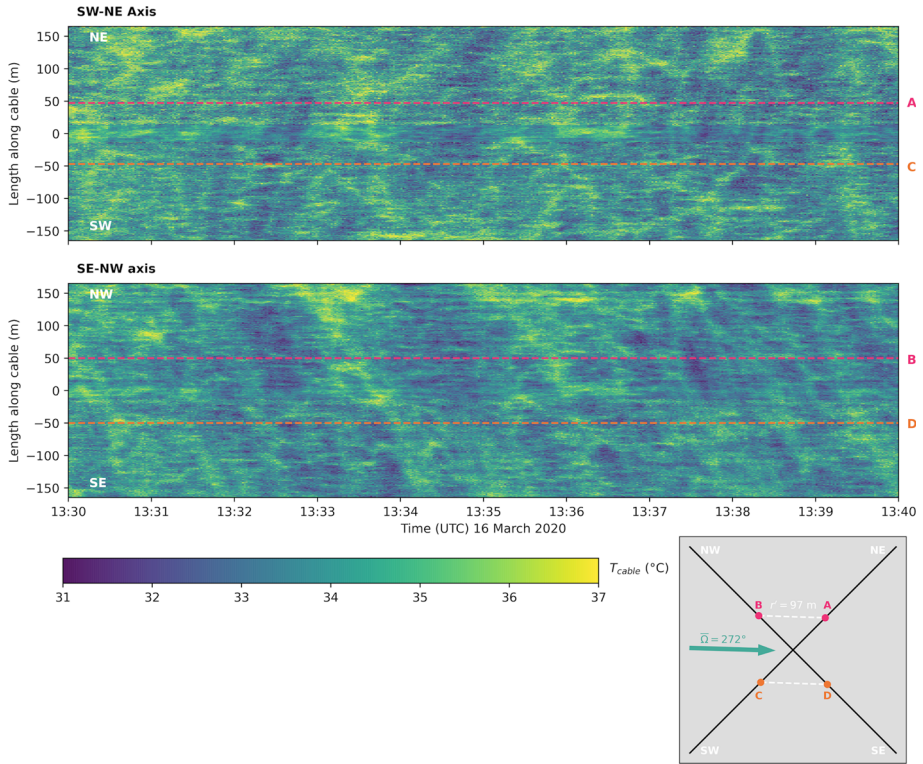 SW-NE Axis
NE
SW
Length along cable (m)
150
100
50
0
−50
−100
−150
A
C
SE-NW axis
NW
SE
Length along cable (m)
150
100
50
0
−50
−100
−150
B
D
13:30 13:31 13:32 13:33 13:34 13:35 13:36 13:37 13:38 13:39 13:40
Time (UTC) 16 March 2020
31 32 33 34 35 36 37
T_cable (°C)
NW NE
B r' = 97 m A
Ω̅ = 272°
C D
SW SE